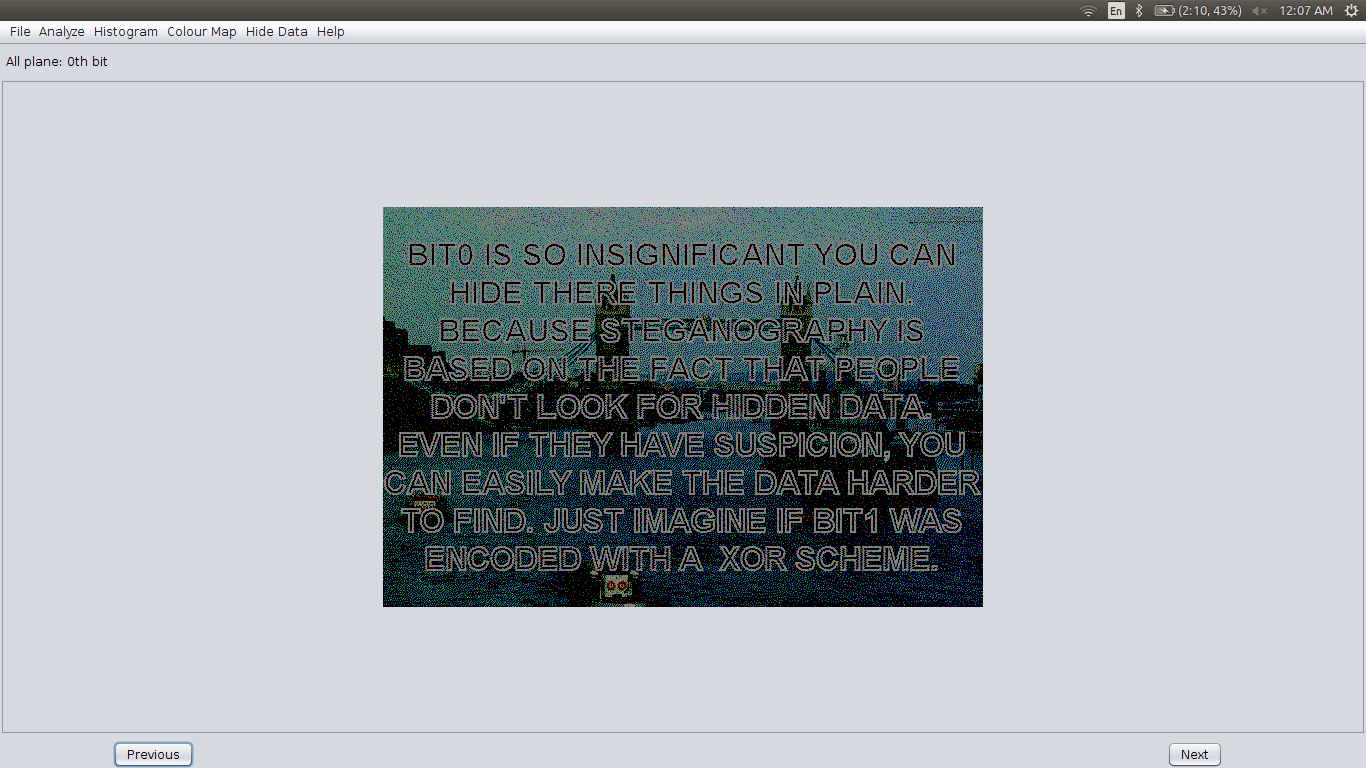 En (2:10, 43%) 12:07 AM
File Analyze Histogram Colour Map Hide Data Help
All plane: 0th bit
BIT0 IS SO INSIGNIFICANT YOU CAN
HIDE THERE THINGS IN PLAIN.
BECAUSE STEGANOGRAPHY IS
BASED ON THE FACT THAT PEOPLE
DON'T LOOK FOR HIDDEN DATA.
EVEN IF THEY HAVE SUSPICION, YOU
CAN EASILY MAKE THE DATA HARDER
TO FIND. JUST IMAGINE IF BIT1 WAS
ENCODED WITH A  XOR SCHEME.
Previous Next